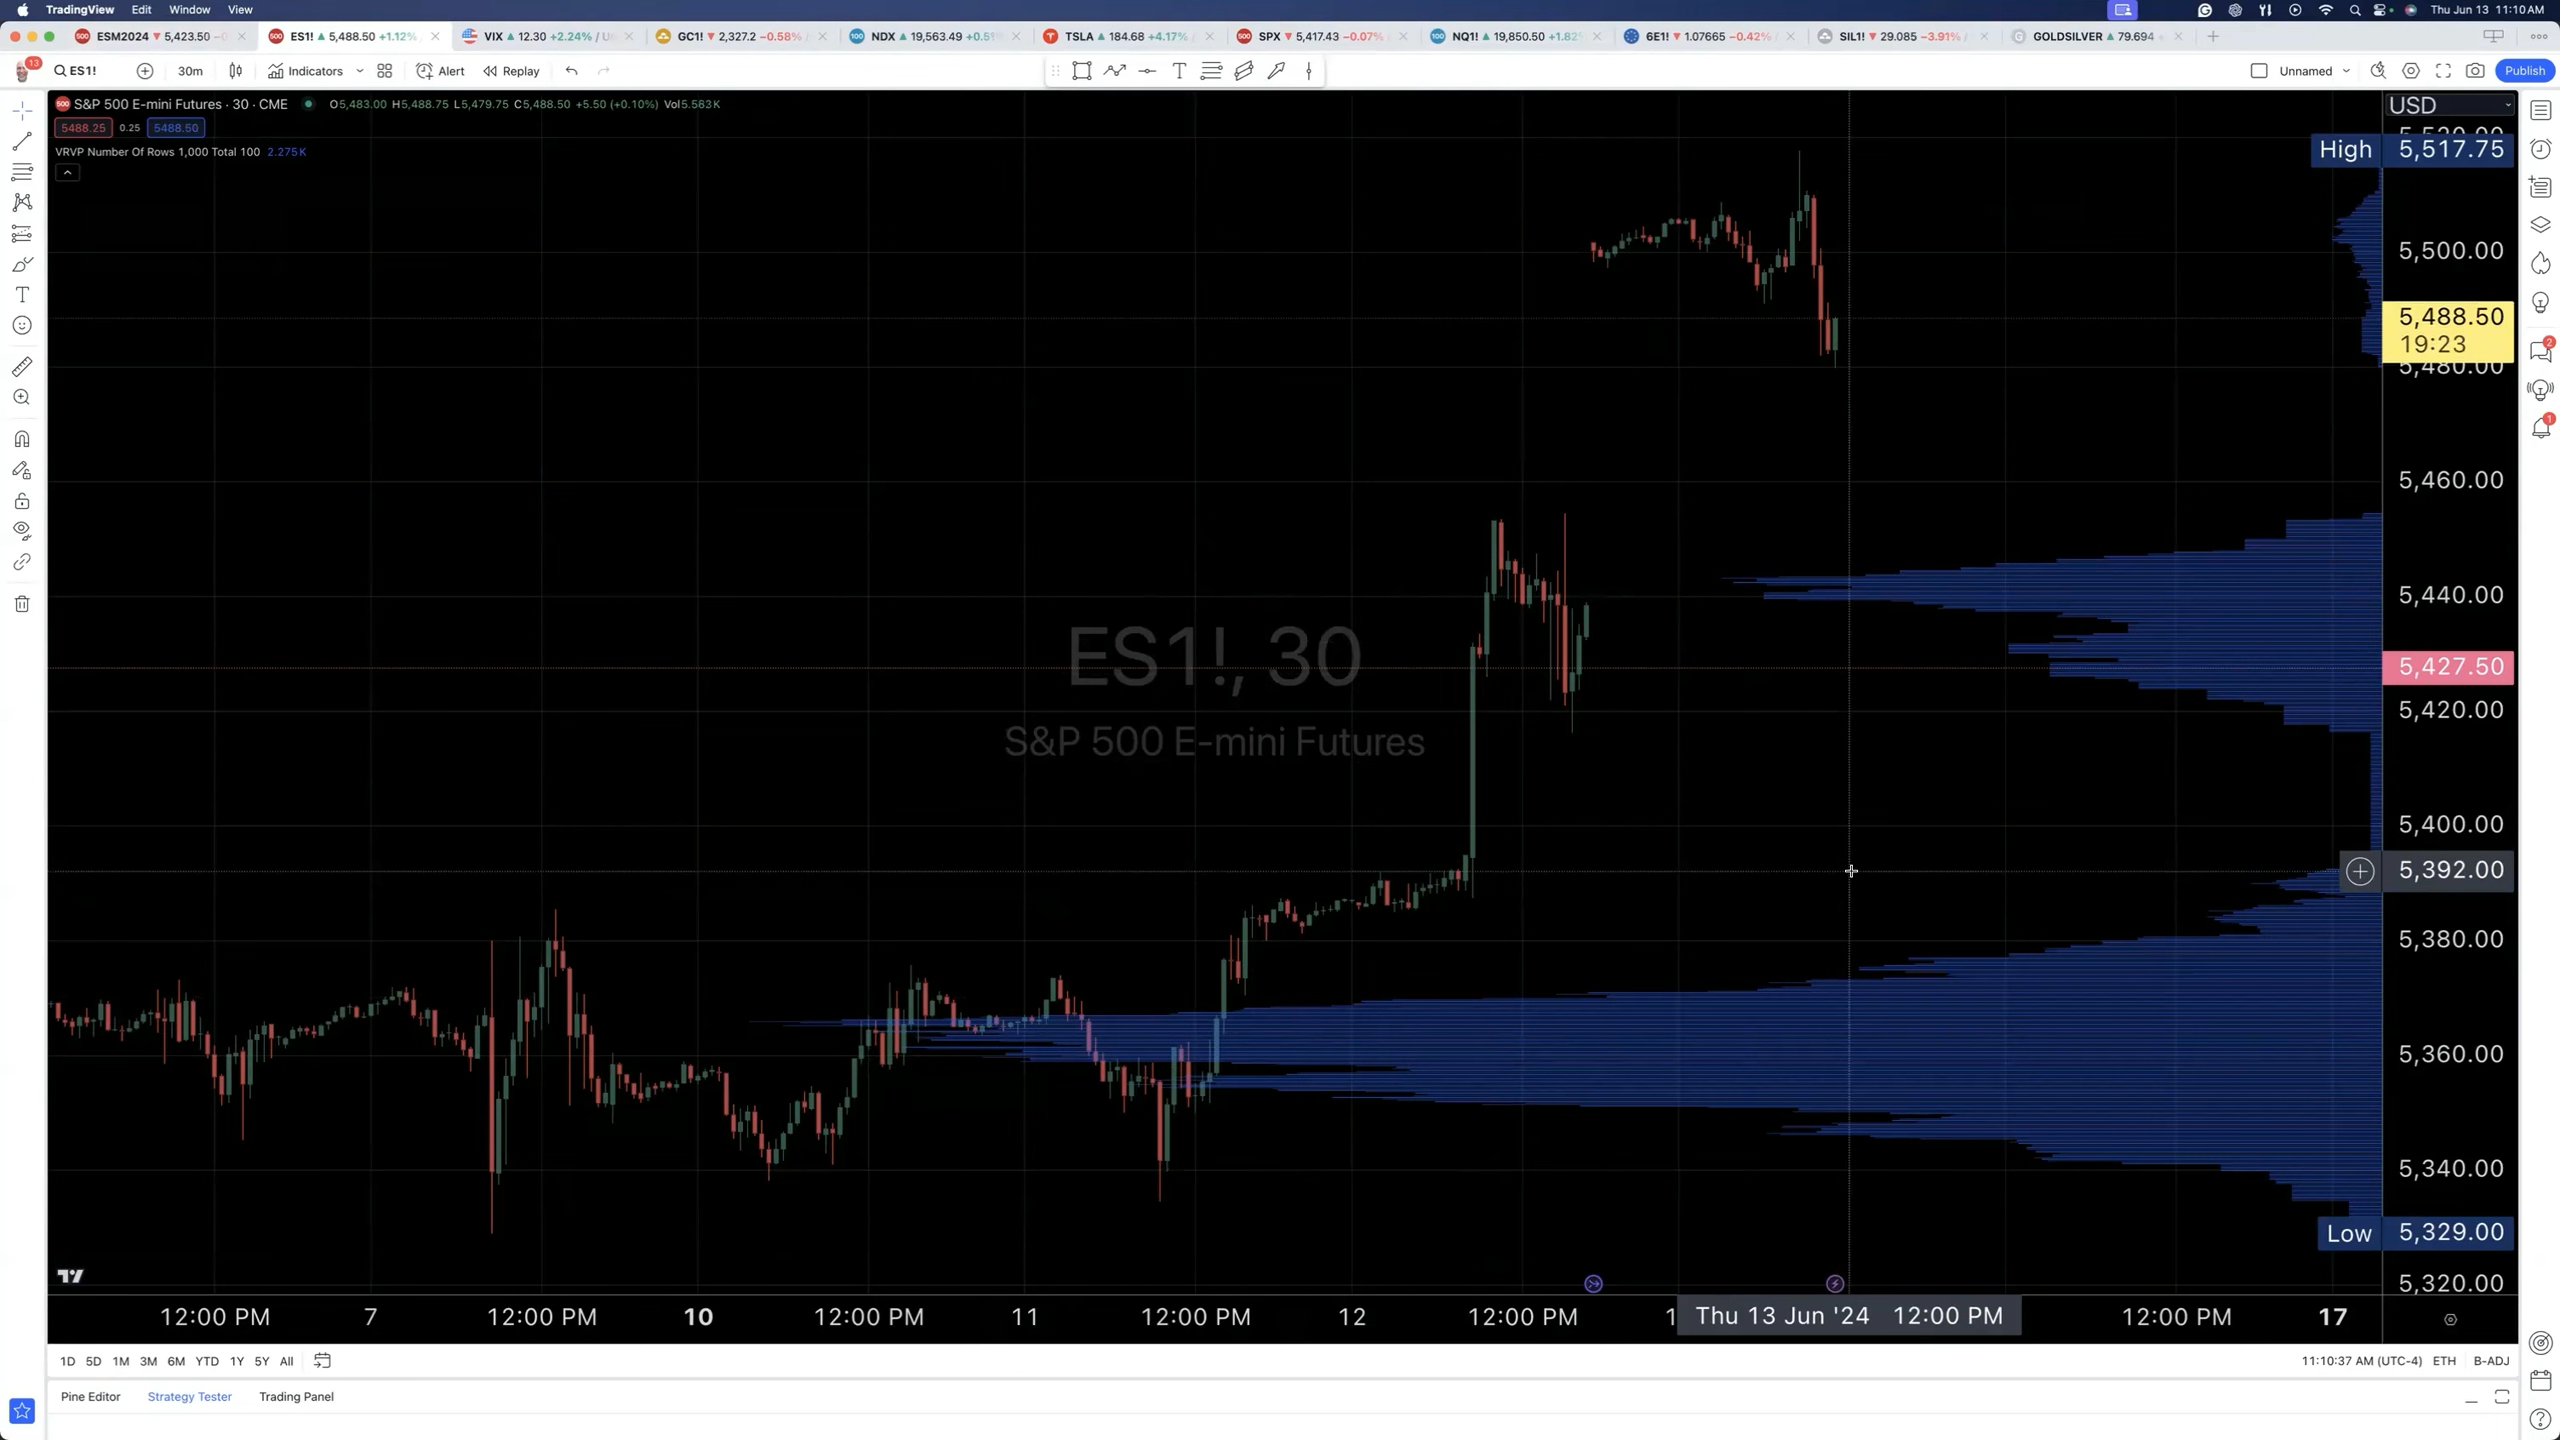 TradingView Edit Window View Thu Jun 13 11:10 AM
ESM2024 ▼ 5,423.50 ES1! ▲ 5,488.50 +1.12% VIX ▲ 12.30 +2.24% / GC1! ▼ 2,327.2 −0.58% NDX ▲ 19,563.49 TSLA ▲ 184.68 +4.17% SPX ▼ 5,417.43 −0.07% NQ1! ▲ 19,850.50 6E1! ▼ 1.07665 −0.42% SIL1! ▼ 29.085 −3.91% GOLDSILVER ▲ 79.694
13 ES1! 30m Indicators Alert Replay Unnamed Publish
S&P 500 E-mini Futures · 30 · CME O5,483.00 H5,488.75 L5,479.75 C5,488.50 +5.50 (+0.10%) Vol5.563K
5488.25 0.25 5488.50
VRVP Number Of Rows 1,000 Total 100 2.275K
USD
5,520.00
High 5,517.75
5,500.00
5,488.50
19:23
5,480.00
5,460.00
5,440.00
5,427.50
5,420.00
5,400.00
5,392.00
5,380.00
5,360.00
5,340.00
Low 5,329.00
5,320.00
2
1
ES1!, 30
S&P 500 E-mini Futures
12:00 PM 7 12:00 PM 10 12:00 PM 11 12:00 PM 12 12:00 PM 1 Thu 13 Jun '24 12:00 PM 12:00 PM 17
1D 5D 1M 3M 6M YTD 1Y 5Y All 11:10:37 AM (UTC-4) ETH B-ADJ
Pine Editor Strategy Tester Trading Panel